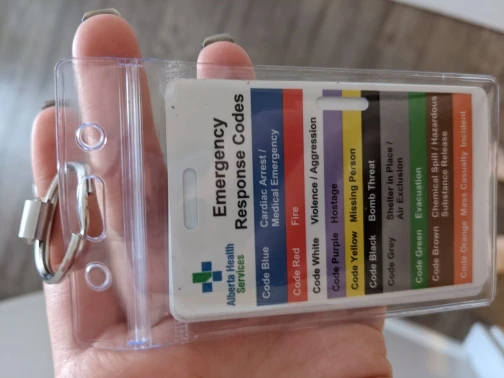 Alberta Health
Services
Emergency
Response Codes
Code Blue Cardiac Arrest /
Medical Emergency
Code Red Fire
Code White Violence / Aggression
Code Purple Hostage
Code Yellow Missing Person
Code Black Bomb Threat
Code Grey Shelter in Place /
Air Exclusion
Code Green Evacuation
Code Brown Chemical Spill / Hazardous
Substance Release
Code Orange Mass Casualty Incident